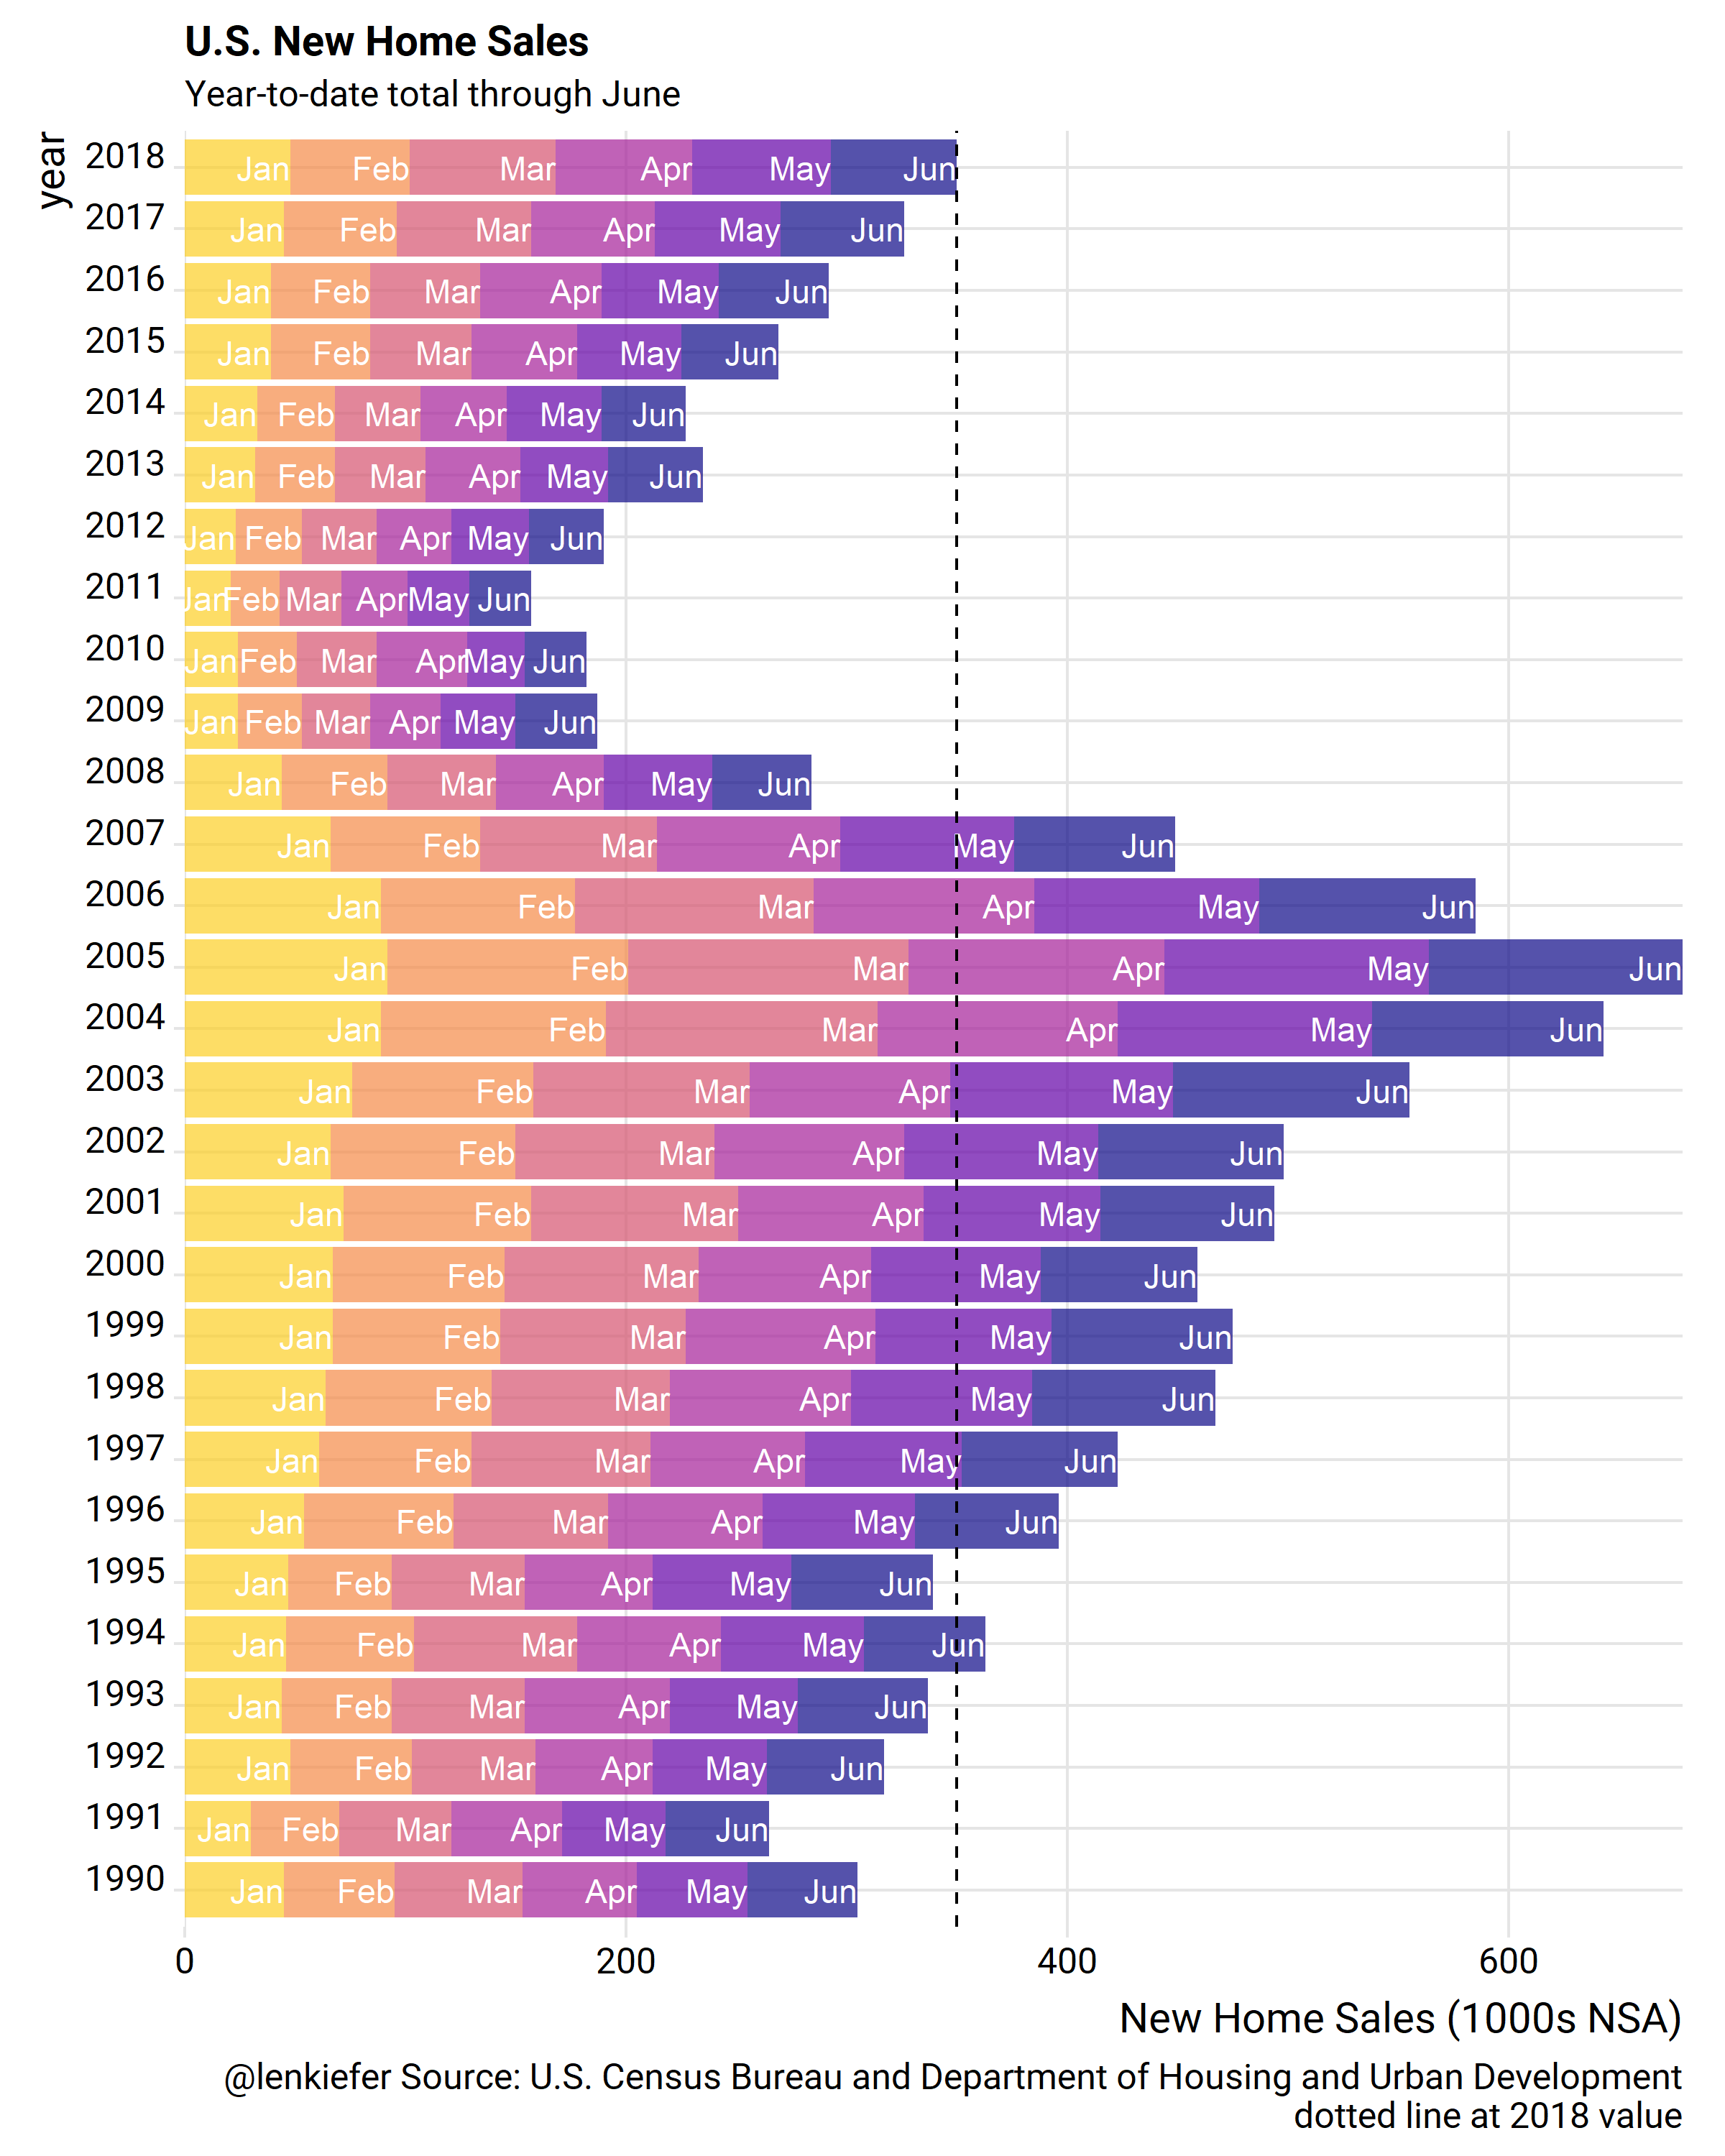 U.S. New Home Sales
Year-to-date total through June
year
2018 Jan Feb Mar Apr May Jun
2017 Jan Feb Mar Apr May Jun
2016 Jan Feb Mar Apr May Jun
2015 Jan Feb Mar Apr May Jun
2014 Jan Feb Mar Apr May Jun
2013 Jan Feb Mar Apr May Jun
2012 Jan Feb Mar Apr May Jun
2011 Jan Feb Mar Apr May Jun
2010 Jan Feb Mar Apr May Jun
2009 Jan Feb Mar Apr May Jun
2008 Jan Feb Mar Apr May Jun
2007 Jan Feb Mar Apr May Jun
2006 Jan Feb Mar Apr May Jun
2005 Jan Feb Mar Apr May Jun
2004 Jan Feb Mar Apr May Jun
2003 Jan Feb Mar Apr May Jun
2002 Jan Feb Mar Apr May Jun
2001 Jan Feb Mar Apr May Jun
2000 Jan Feb Mar Apr May Jun
1999 Jan Feb Mar Apr May Jun
1998 Jan Feb Mar Apr May Jun
1997 Jan Feb Mar Apr May Jun
1996 Jan Feb Mar Apr May Jun
1995 Jan Feb Mar Apr May Jun
1994 Jan Feb Mar Apr May Jun
1993 Jan Feb Mar Apr May Jun
1992 Jan Feb Mar Apr May Jun
1991 Jan Feb Mar Apr May Jun
1990 Jan Feb Mar Apr May Jun
0 200 400 600
New Home Sales (1000s NSA)
@lenkiefer Source: U.S. Census Bureau and Department of Housing and Urban Development
dotted line at 2018 value